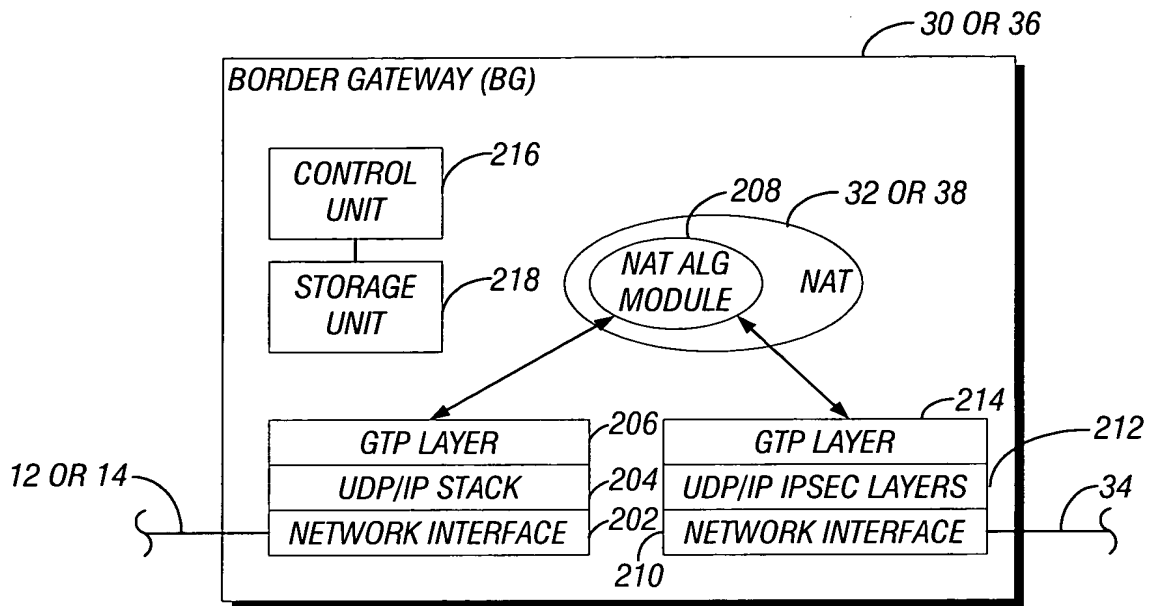 30 OR 36
BORDER GATEWAY (BG)
CONTROL
UNIT
216
STORAGE
UNIT
218
208
32 OR 38
NAT ALG
MODULE
NAT
GTP LAYER
206
UDP/IP STACK
204
NETWORK INTERFACE
202
12 OR 14
214
GTP LAYER
212
UDP/IP IPSEC LAYERS
34
NETWORK INTERFACE
210